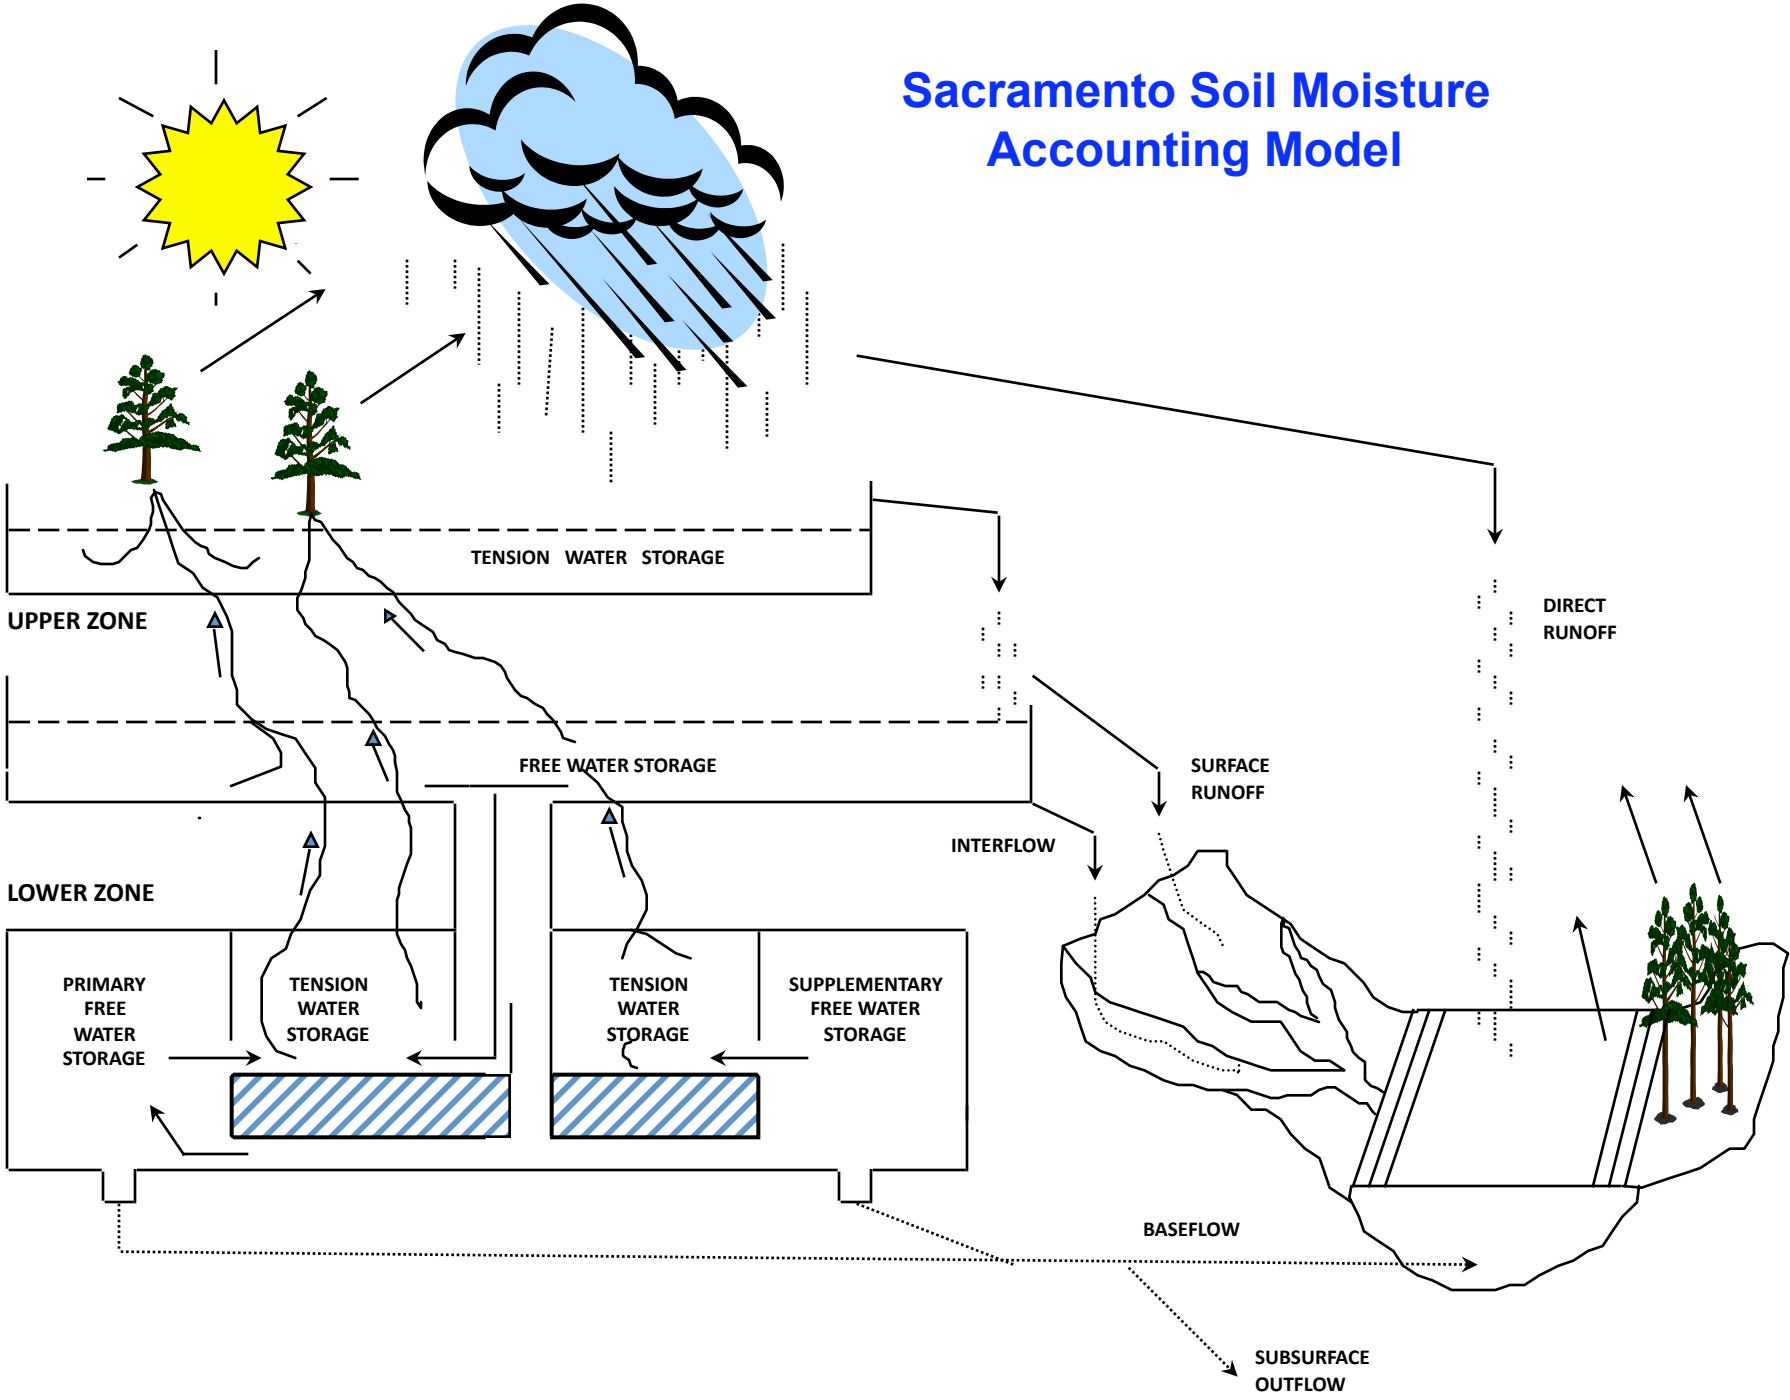 Sacramento Soil Moisture
Accounting Model
TENSION WATER STORAGE
UPPER ZONE
DIRECT
RUNOFF
FREE WATER STORAGE
SURFACE
RUNOFF
INTERFLOW
LOWER ZONE
PRIMARY
FREE
WATER
STORAGE
TENSION
WATER
STORAGE
TENSION
WATER
STORAGE
SUPPLEMENTARY
FREE WATER
STORAGE
BASEFLOW
SUBSURFACE
OUTFLOW